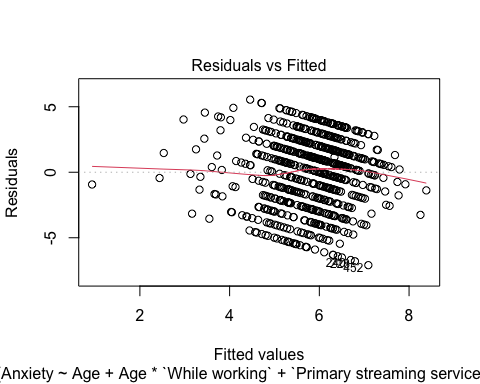 Residuals vs Fitted
Residuals
5
0
-5
2
4
6
8
Fitted values
(Anxiety ~ Age + Age * `While working` + `Primary streaming service